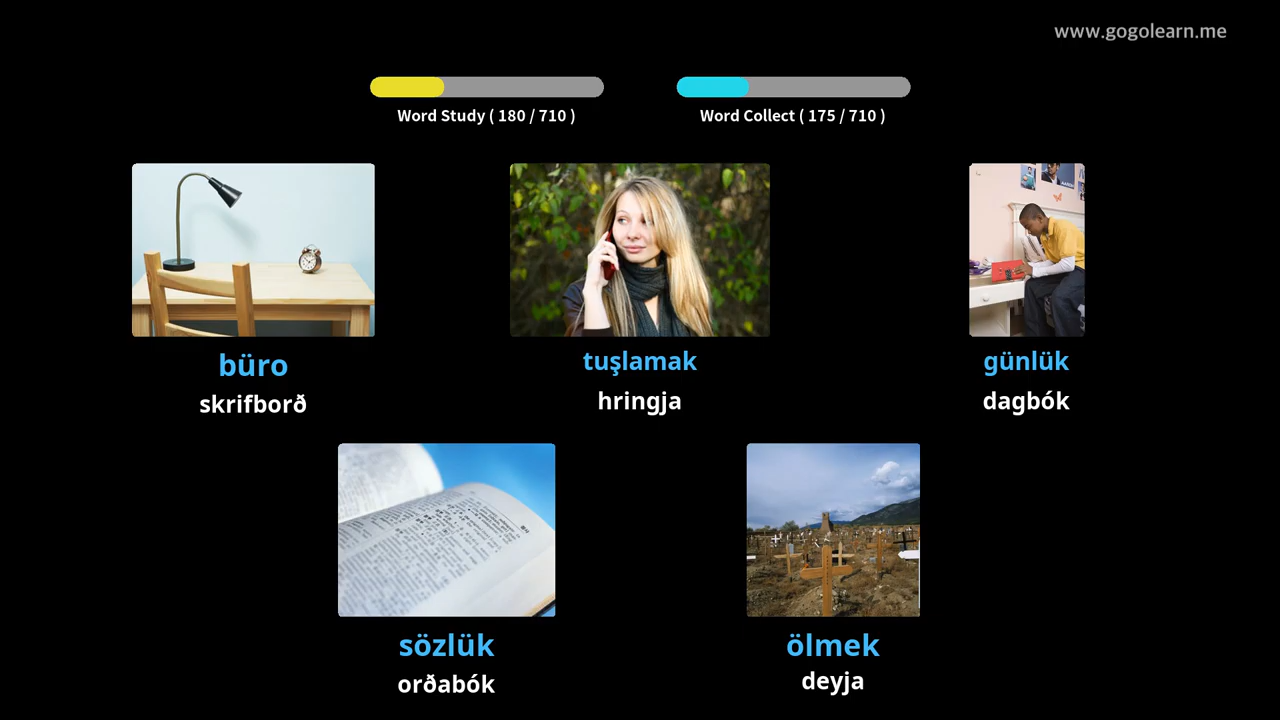 www.gogolearn.me
Word Study ( 180 / 710 )
Word Collect ( 175 / 710 )
büro
tuşlamak
günlük
skrifborð
hringja
dagbók
sözlük
ölmek
orðabók
deyja